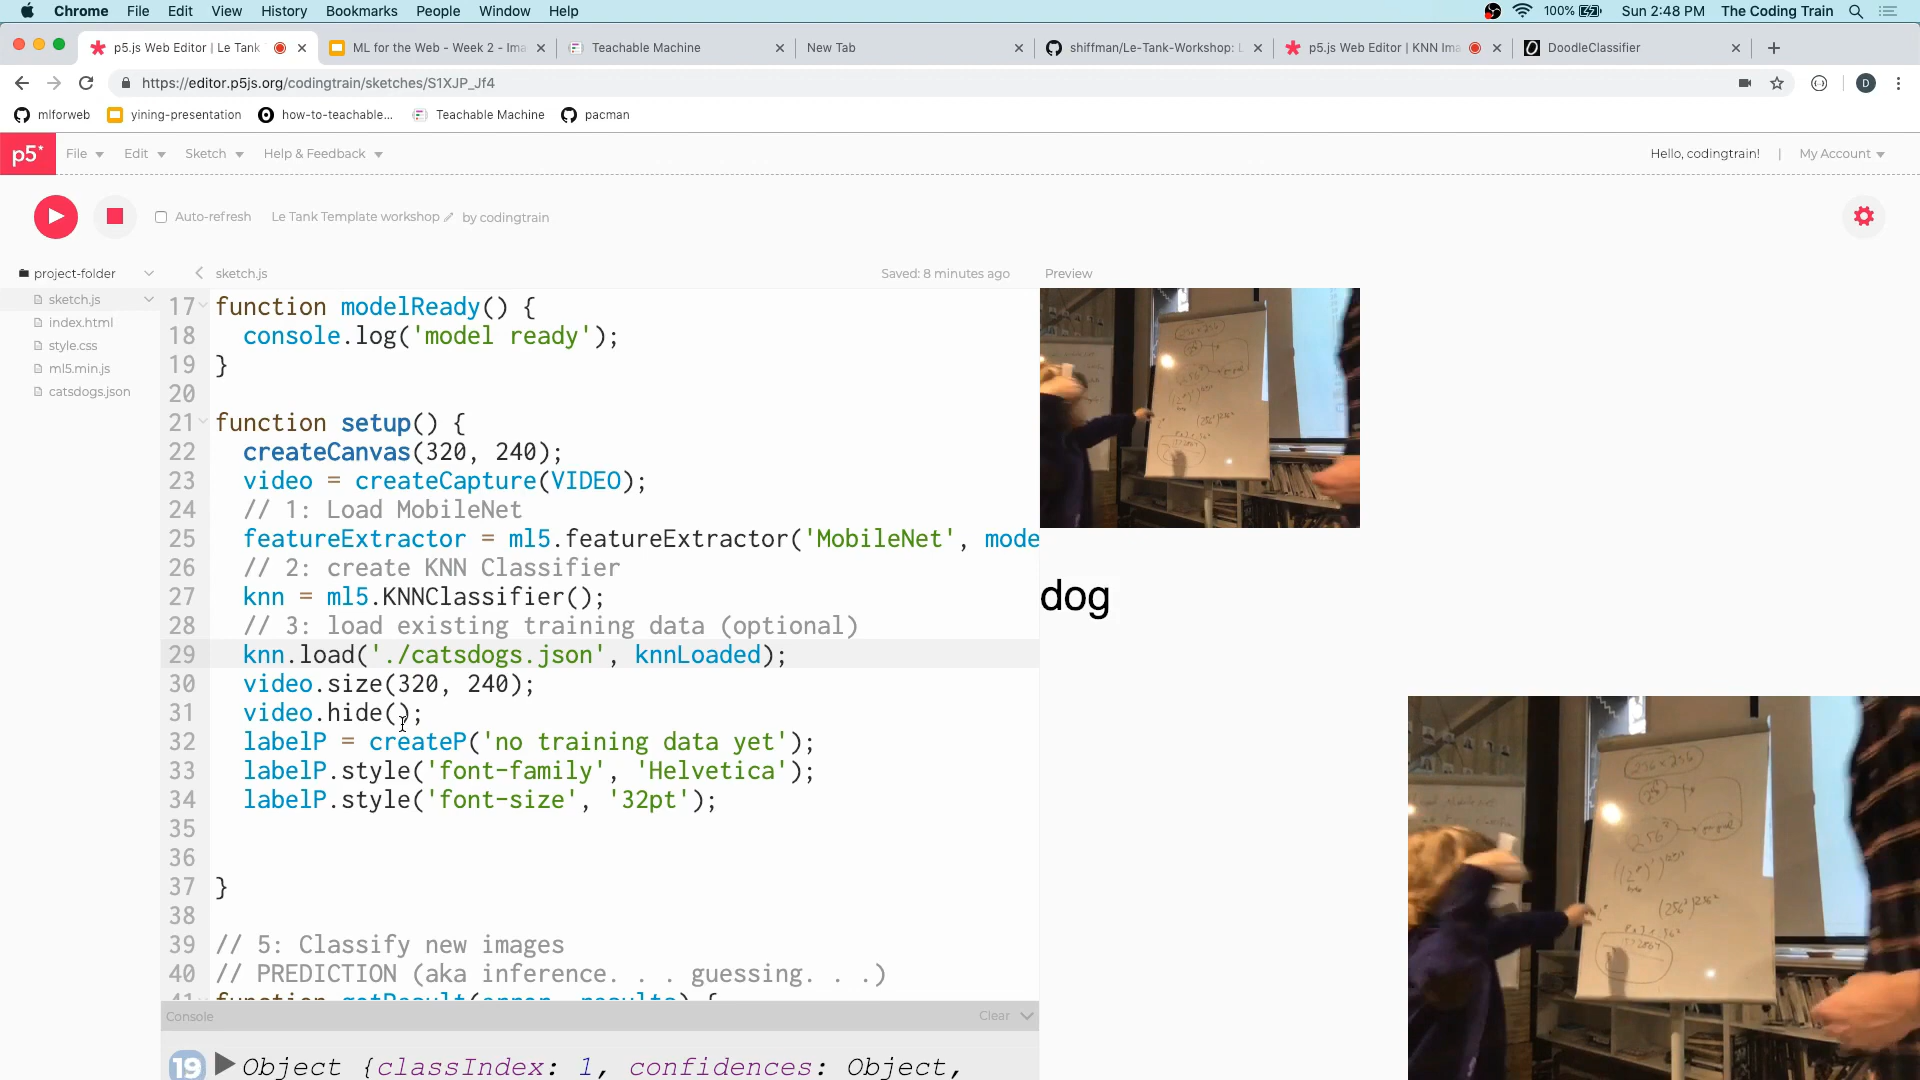 Chrome File Edit View History Bookmarks People Window Help 100% Sun 2:48 PM The Coding Train
p5.js Web Editor | Le Tank
ML for the Web - Week 2 - Ima
Teachable Machine
New Tab
shiffman/Le-Tank-Workshop: L
p5.js Web Editor | KNN Ima
DoodleClassifier
https://editor.p5js.org/codingtrain/sketches/S1XJP_Jf4
D
mlforweb yining-presentation how-to-teachable... Teachable Machine pacman
p5* File Edit Sketch Help & Feedback Hello, codingtrain! | My Account
Auto-refresh Le Tank Template workshop by codingtrain
project-folder
sketch.js
index.html
style.css
ml5.min.js
catsdogs.json
sketch.js Saved: 8 minutes ago Preview
17 function modelReady() {
18 console.log('model ready');
19 }
20
21 function setup() {
22 createCanvas(320, 240);
23 video = createCapture(VIDEO);
24 // 1: Load MobileNet
25 featureExtractor = ml5.featureExtractor('MobileNet', mode
26 // 2: create KNN Classifier
27 knn = ml5.KNNClassifier();
28 // 3: load existing training data (optional)
29 knn.load('./catsdogs.json', knnLoaded);
30 video.size(320, 240);
31 video.hide();
32 labelP = createP('no training data yet');
33 labelP.style('font-family', 'Helvetica');
34 labelP.style('font-size', '32pt');
35
36
37 }
38
39 // 5: Classify new images
40 // PREDICTION (aka inference. . . guessing. . .)
41 function getResult(error, results) {
dog
Console Clear
19 Object {classIndex: 1, confidences: Object,
256x256